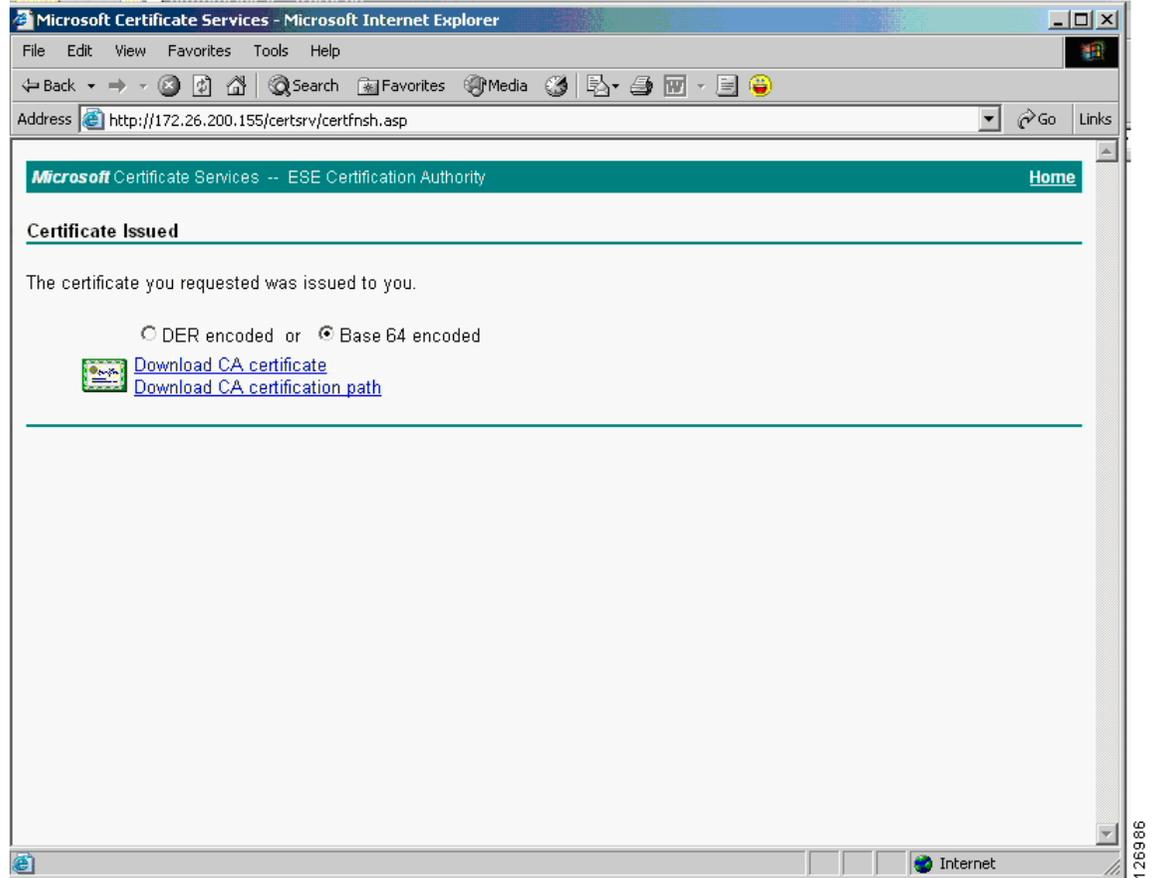 Microsoft Certificate Services - Microsoft Internet Explorer
File Edit View Favorites Tools Help
Back Search Favorites Media
Address http://172.26.200.155/certsrv/certfnsh.asp Go Links
Microsoft Certificate Services -- ESE Certification Authority Home
Certificate Issued
The certificate you requested was issued to you.
DER encoded or Base 64 encoded
Download CA certificate
Download CA certification path
Internet
126986